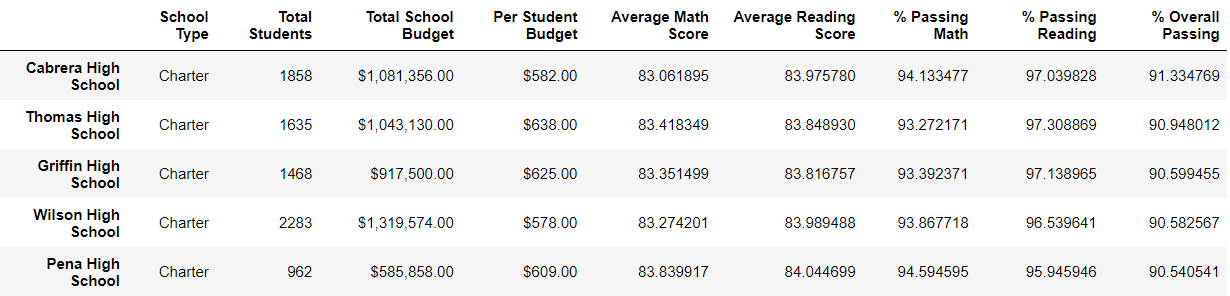 School Type Total Students Total School Budget Per Student Budget Average Math Score Average Reading Score % Passing Math % Passing Reading % Overall Passing
Cabrera High School Charter 1858 $1,081,356.00 $582.00 83.061895 83.975780 94.133477 97.039828 91.334769
Thomas High School Charter 1635 $1,043,130.00 $638.00 83.418349 83.848930 93.272171 97.308869 90.948012
Griffin High School Charter 1468 $917,500.00 $625.00 83.351499 83.816757 93.392371 97.138965 90.599455
Wilson High School Charter 2283 $1,319,574.00 $578.00 83.274201 83.989488 93.867718 96.539641 90.582567
Pena High School Charter 962 $585,858.00 $609.00 83.839917 84.044699 94.594595 95.945946 90.540541